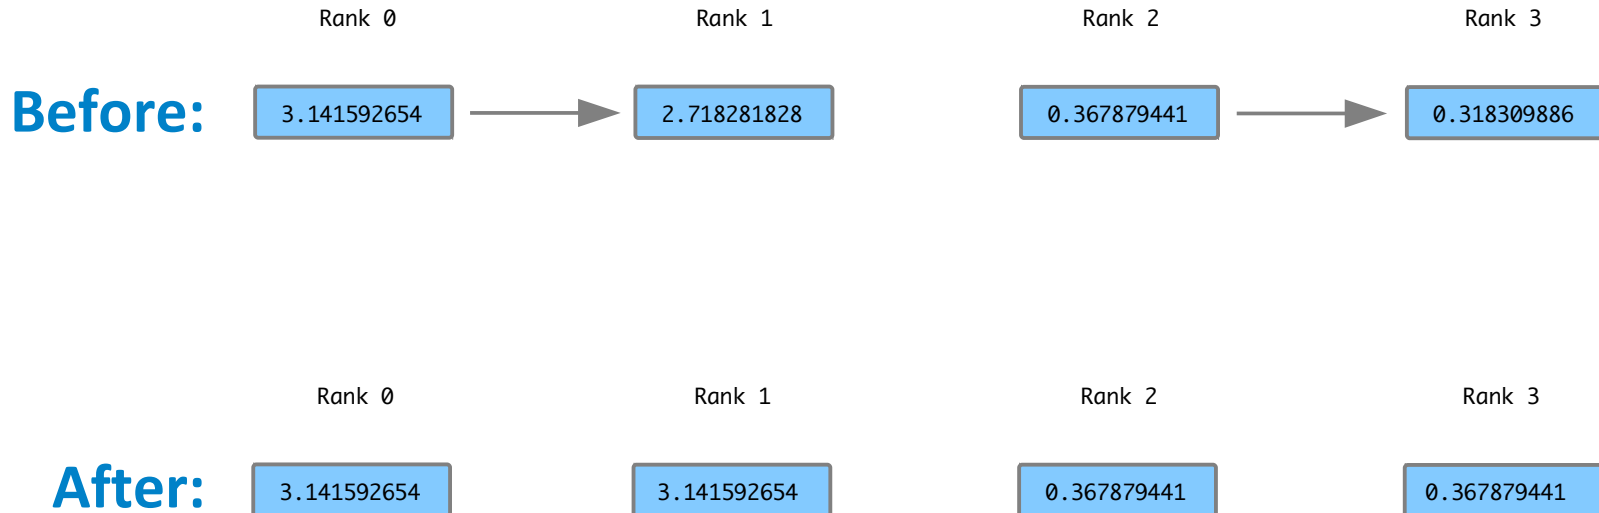 Rank 0 Rank 1 Rank 2 Rank 3
Before: 3.141592654 2.718281828 0.367879441 0.318309886
Rank 0 Rank 1 Rank 2 Rank 3
After: 3.141592654 3.141592654 0.367879441 0.367879441